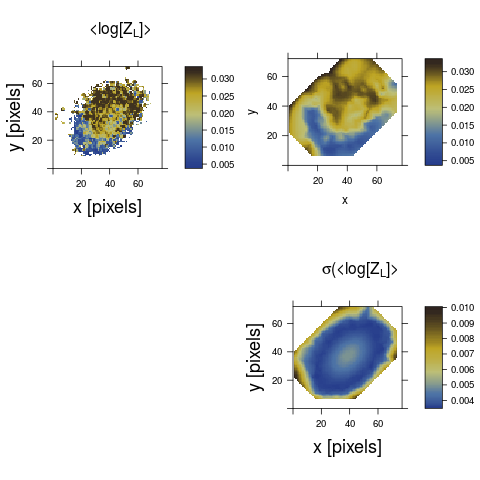 <log[Z_L]>
0.030
0.025
0.020
0.015
0.010
0.005
60
40
20
y [pixels]
20 40 60
x [pixels]
0.030
0.025
0.020
0.015
0.010
0.005
60
40
20
y
20 40 60
x
σ(<log[Z_L]>
0.010
0.009
0.008
0.007
0.006
0.005
0.004
60
40
20
y [pixels]
20 40 60
x [pixels]